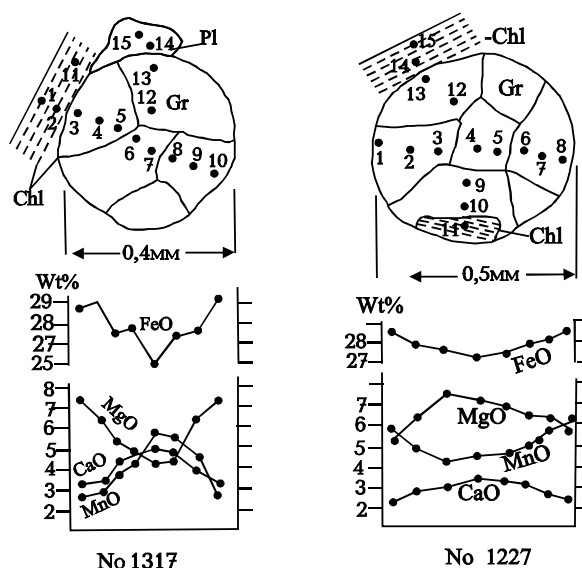 15 14 Pl
11 13 Gr
1 2 12
3 4 5
6 7 8 9 10
Chl
0,4мм
Wt%
29
28
27
25
FeO
8
7
6
5
4
3
2
MgO
CaO
MnO
No 1317
15 -Chl
14
13 12 Gr
1 2 3 4 5 6 7 8
9
10
11 Chl
0,5мм
Wt%
28
27
FeO
7
6
5
4
3
2
MgO
MnO
CaO
No 1227